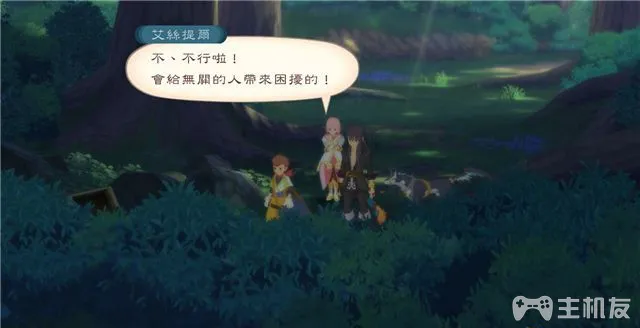 艾絲提爾
不、不行啦！
會給無關的人帶來困擾的！
主机友